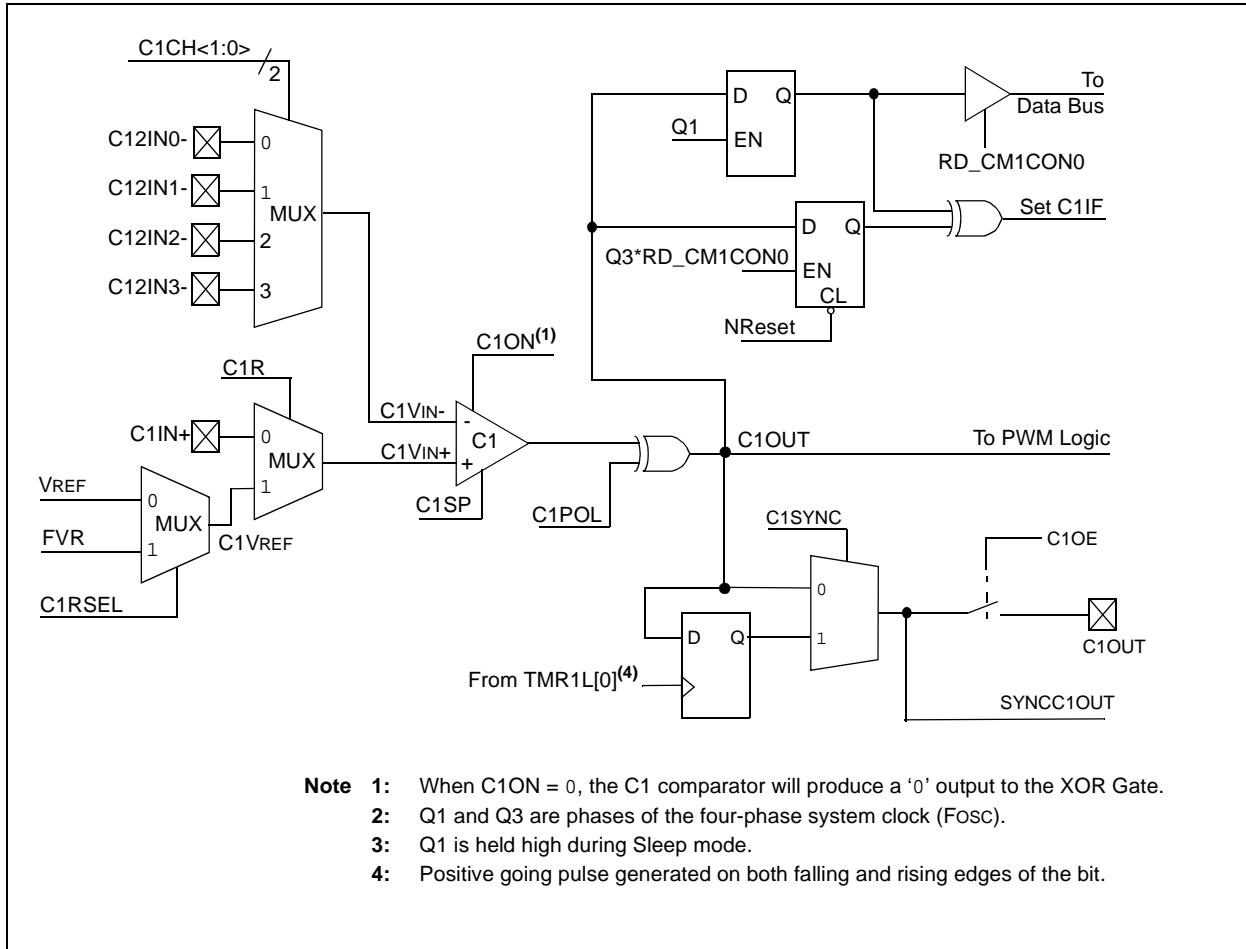 C1CH<1:0>
2
C12IN0-
0
C12IN1-
1
MUX
C12IN2-
2
C12IN3-
3
D Q
Q1
EN
To
Data Bus
RD_CM1CON0
D Q
Q3*RD_CM1CON0
EN
CL
NReset
Set C1IF
C1R
C1IN+
0
MUX
1
VREF
0
MUX
FVR
1
C1VREF
C1RSEL
C1ON(1)
C1VIN-
-
C1
C1VIN+
+
C1SP
C1POL
C1OUT
To PWM Logic
C1SYNC
0
1
C1OE
C1OUT
D Q
From TMR1L[0](4)
SYNCC1OUT
Note 1: When C1ON = 0, the C1 comparator will produce a ‘0’ output to the XOR Gate.
2: Q1 and Q3 are phases of the four-phase system clock (FOSC).
3: Q1 is held high during Sleep mode.
4: Positive going pulse generated on both falling and rising edges of the bit.